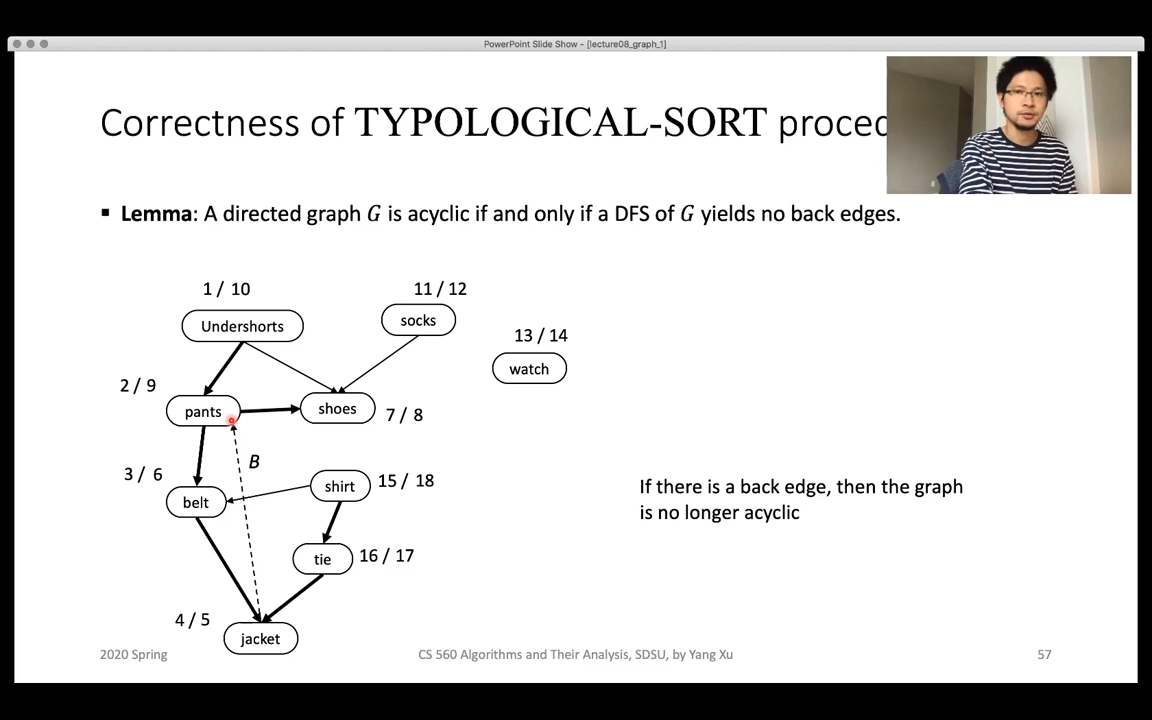 PowerPoint Slide Show - [lecture08_graph_1]
Correctness of TYPOLOGICAL-SORT proced
▪ Lemma: A directed graph G is acyclic if and only if a DFS of G yields no back edges.
1 / 10
11 / 12
Undershorts
socks
13 / 14
watch
2 / 9
pants
shoes
7 / 8
B
3 / 6
belt
shirt
15 / 18
If there is a back edge, then the graph
is no longer acyclic
tie
16 / 17
4 / 5
jacket
2020 Spring
CS 560 Algorithms and Their Analysis, SDSU, by Yang Xu
57